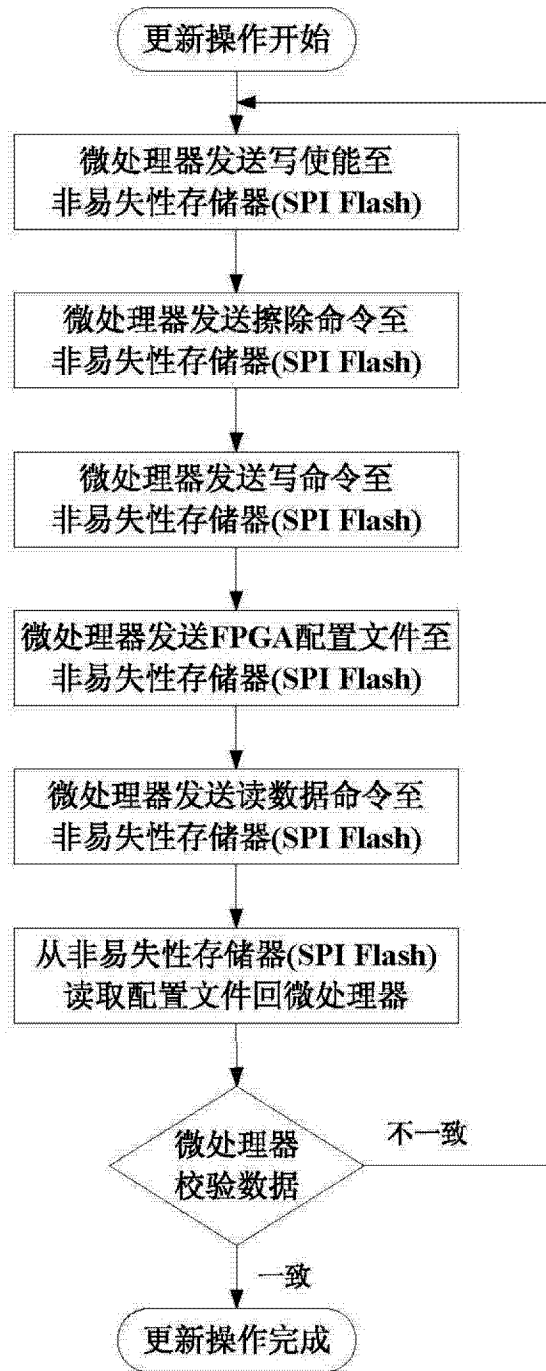 更新操作开始
微处理器发送写使能至
非易失性存储器(SPI Flash)
微处理器发送擦除命令至
非易失性存储器(SPI Flash)
微处理器发送写命令至
非易失性存储器(SPI Flash)
微处理器发送FPGA配置文件至
非易失性存储器(SPI Flash)
微处理器发送读数据命令至
非易失性存储器(SPI Flash)
从非易失性存储器(SPI Flash)
读取配置文件回微处理器
微处理器
校验数据
不一致
一致
更新操作完成